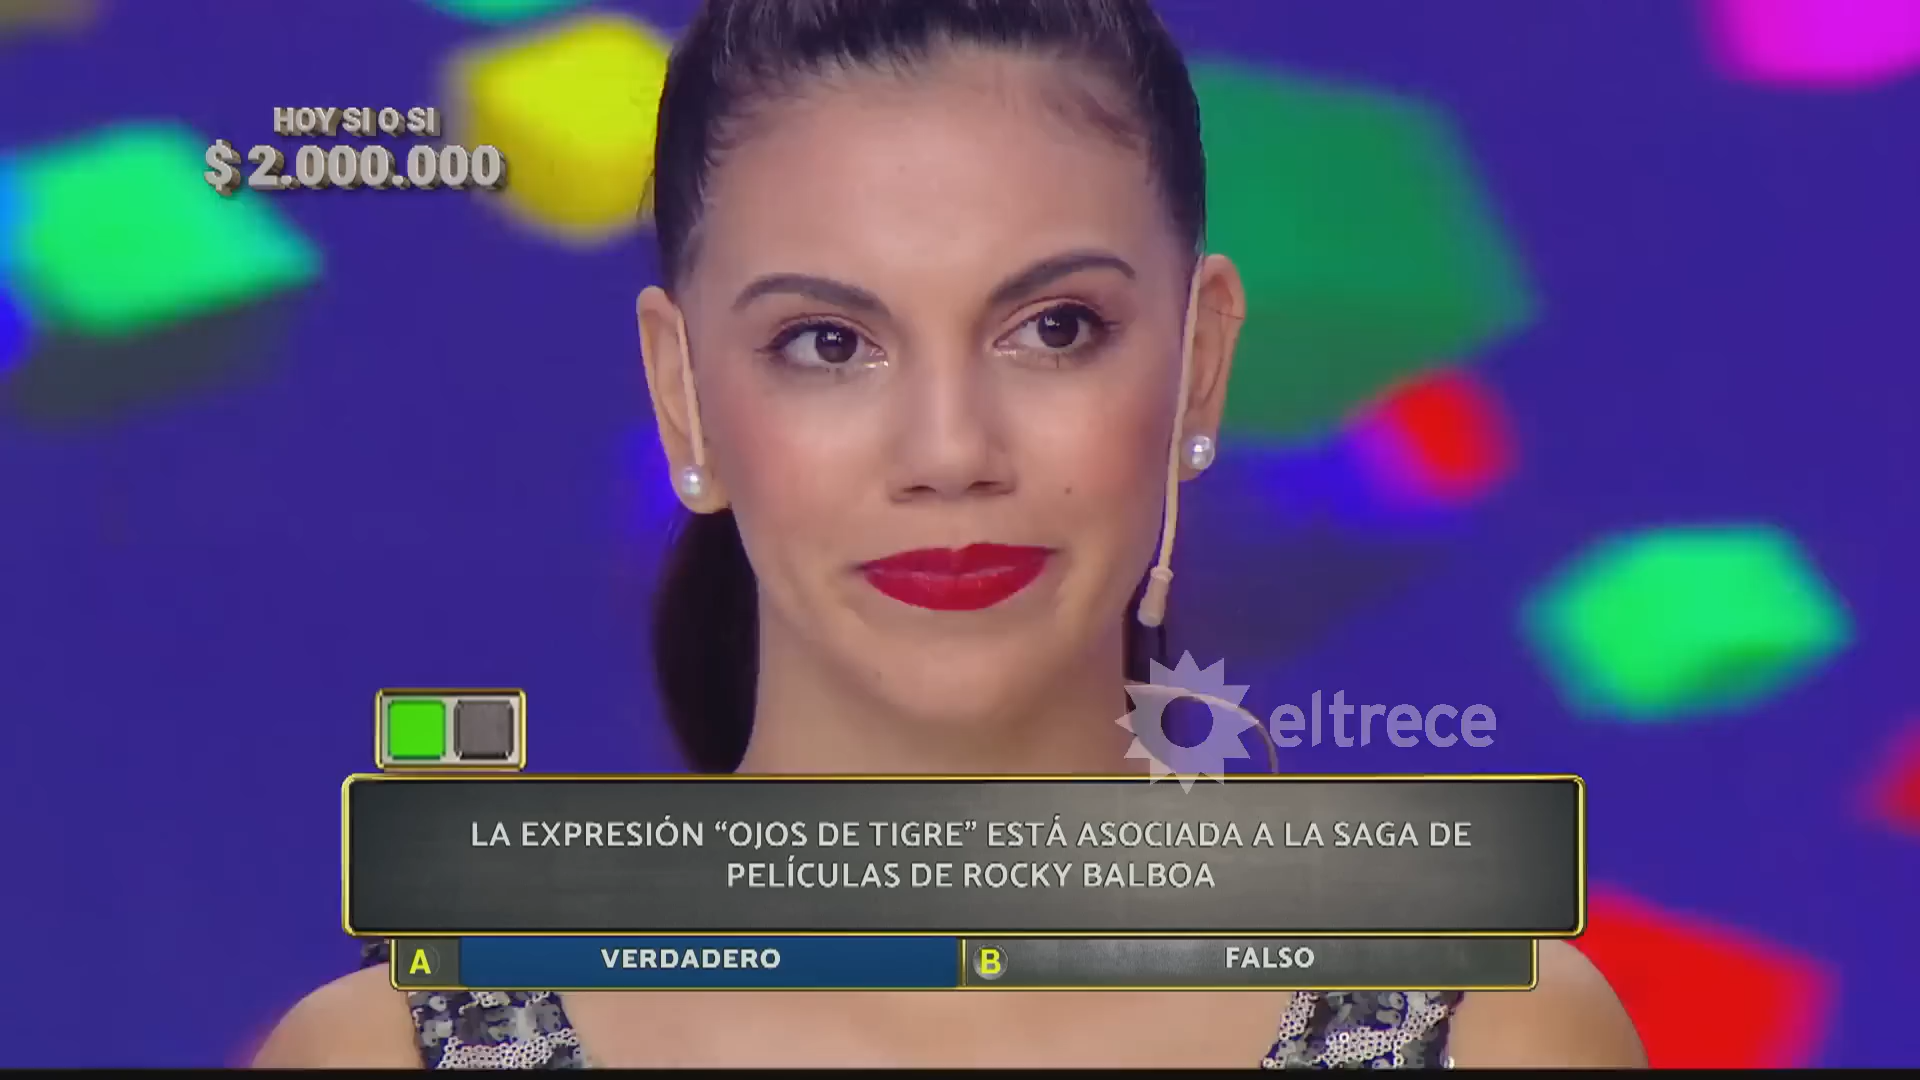 HOY SI O SI
$ 2.000.000
eltrece
LA EXPRESIÓN “OJOS DE TIGRE” ESTÁ ASOCIADA A LA SAGA DE
PELÍCULAS DE ROCKY BALBOA
A VERDADERO B FALSO